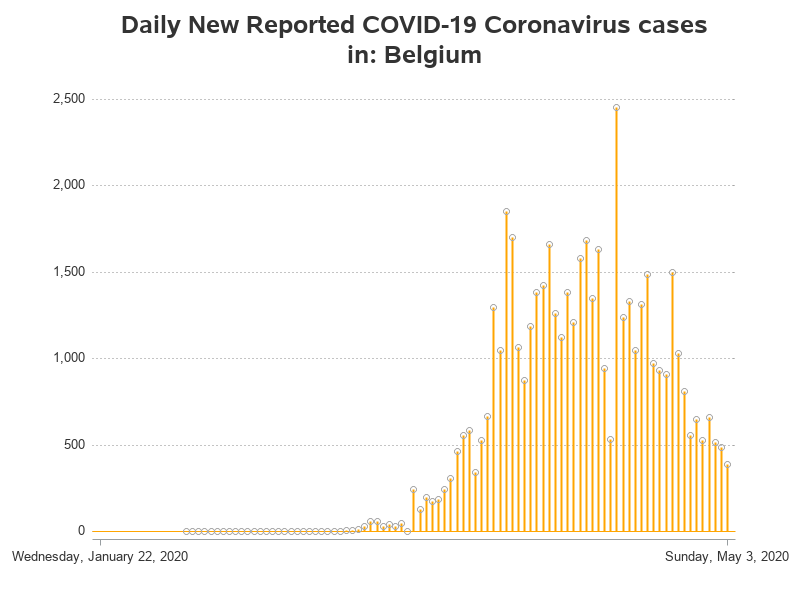 Daily New Reported COVID-19 Coronavirus cases
in: Belgium
2,500
2,000
1,500
1,000
500
0
Wednesday, January 22, 2020
Sunday, May 3, 2020